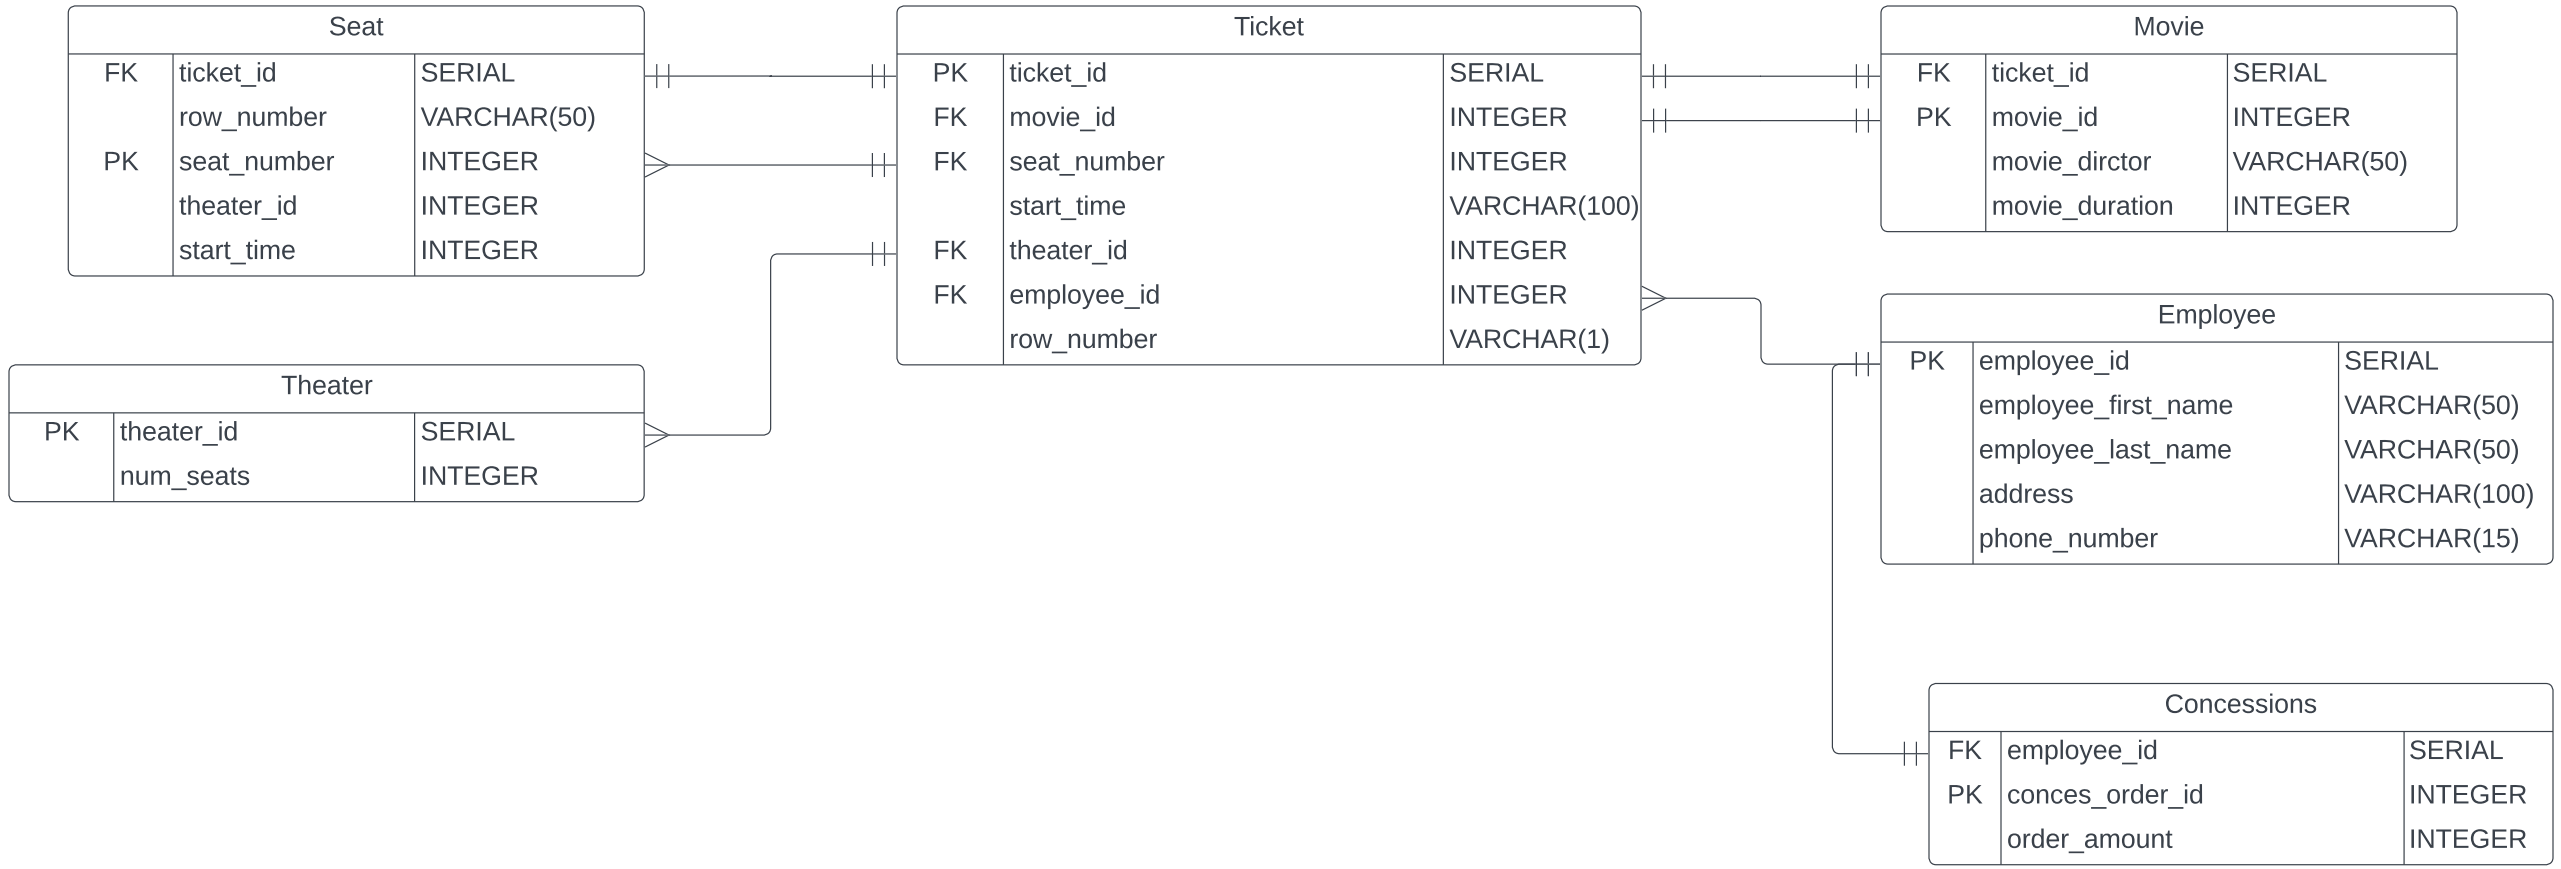 Seat
FK ticket_id SERIAL
row_number VARCHAR(50)
PK seat_number INTEGER
theater_id INTEGER
start_time INTEGER
Ticket
PK ticket_id SERIAL
FK movie_id INTEGER
FK seat_number INTEGER
start_time VARCHAR(100)
FK theater_id INTEGER
FK employee_id INTEGER
row_number VARCHAR(1)
Movie
FK ticket_id SERIAL
PK movie_id INTEGER
movie_dirctor VARCHAR(50)
movie_duration INTEGER
Theater
PK theater_id SERIAL
num_seats INTEGER
Employee
PK employee_id SERIAL
employee_first_name VARCHAR(50)
employee_last_name VARCHAR(50)
address VARCHAR(100)
phone_number VARCHAR(15)
Concessions
FK employee_id SERIAL
PK conces_order_id INTEGER
order_amount INTEGER